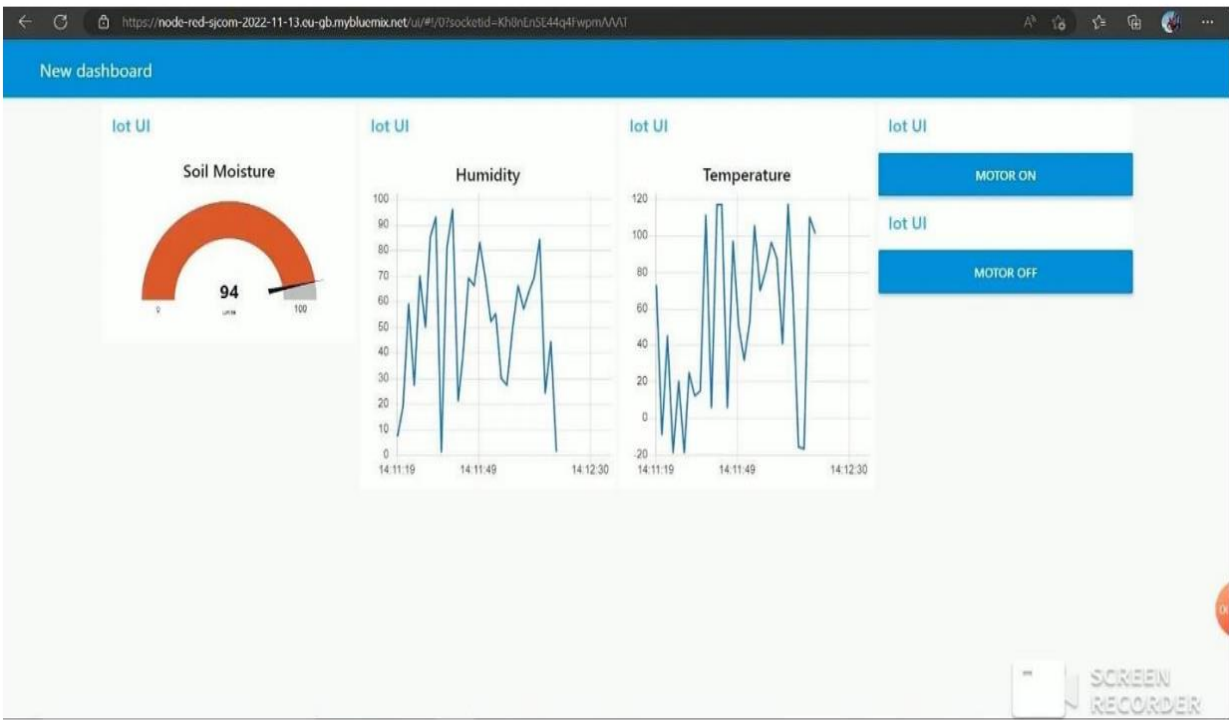 https://node-red-sjcom-2022-11-13.eu-gb.mybluemix.net/ui/#!/0?socketid=
New dashboard
Iot UI
Soil Moisture
94
units
0
100
Iot UI
Humidity
100
90
80
70
60
50
40
30
20
10
0
14:11:19
14:11:49
14:12:30
Iot UI
Temperature
120
100
80
60
40
20
0
-20
14:11:19
14:11:49
14:12:30
Iot UI
MOTOR ON
Iot UI
MOTOR OFF
SCREEN
RECORDER